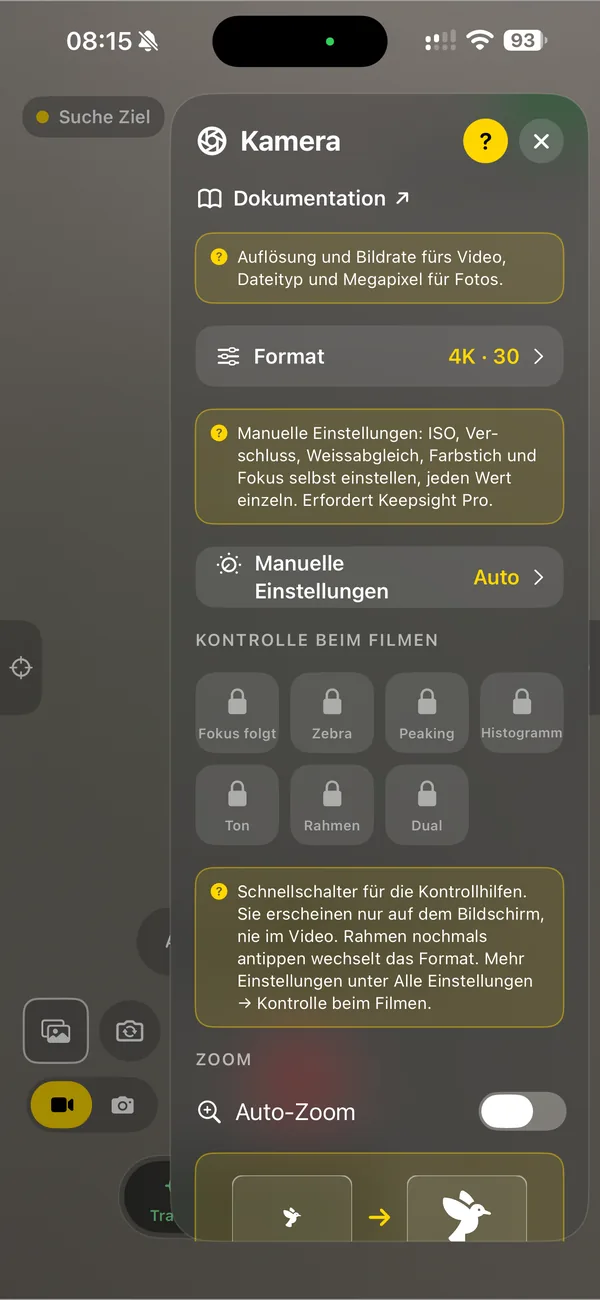 08:15
93
Suche Ziel
Kamera
?
Dokumentation ↗
? Auflösung und Bildrate fürs Video,
Dateityp und Megapixel für Fotos.
Format 4K · 30
? Manuelle Einstellungen: ISO, Ver-
schluss, Weissabgleich, Farbstich und
Fokus selbst einstellen, jeden Wert
einzeln. Erfordert Keepsight Pro.
Manuelle
Einstellungen
Auto
KONTROLLE BEIM FILMEN
Fokus folgt Zebra Peaking Histogramm
Ton Rahmen Dual
? Schnellschalter für die Kontrollhilfen.
Sie erscheinen nur auf dem Bildschirm,
nie im Video. Rahmen nochmals
antippen wechselt das Format. Mehr
Einstellungen unter Alle Einstellungen
→ Kontrolle beim Filmen.
ZOOM
Auto-Zoom
Tra